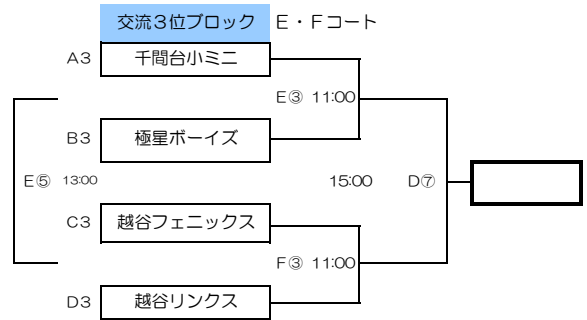 交流３位ブロック E・Fコート
A3 千間台小ミニ
E③ 11:00
B3 極星ボーイズ
E⑤ 13:00 15:00 D⑦
C3 越谷フェニックス
F③ 11:00
D3 越谷リンクス